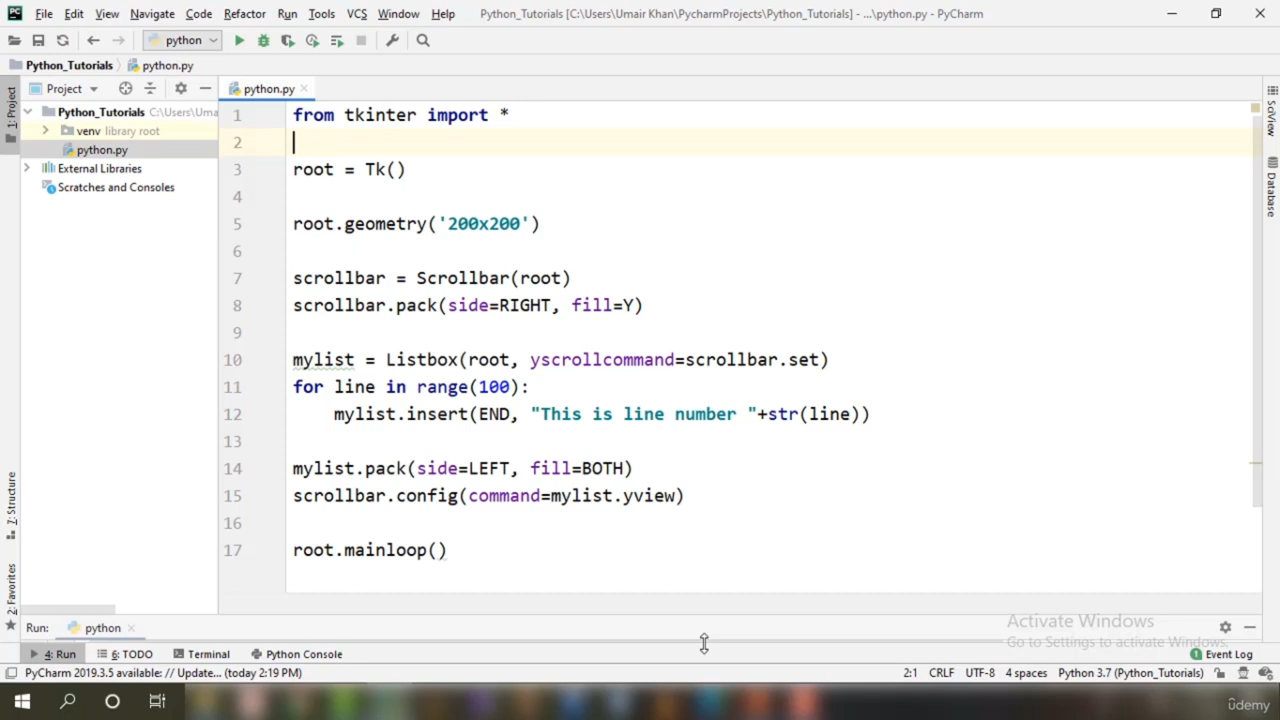 File Edit View Navigate Code Refactor Run Tools VCS Window Help Python_Tutorials [C:\Users\Umair Khan\PycharmProjects\Python_Tutorials] - ...\python.py - PyCharm
python
Python_Tutorials python.py
1: Project
Project
python.py
Python_Tutorials C:\Users\Uma
venv library root
python.py
External Libraries
Scratches and Consoles
1 from tkinter import *
2
3 root = Tk()
4
5 root.geometry('200x200')
6
7 scrollbar = Scrollbar(root)
8 scrollbar.pack(side=RIGHT, fill=Y)
9
10 mylist = Listbox(root, yscrollcommand=scrollbar.set)
11 for line in range(100):
12 mylist.insert(END, "This is line number "+str(line))
13
14 mylist.pack(side=LEFT, fill=BOTH)
15 scrollbar.config(command=mylist.yview)
16
17 root.mainloop()
SciView
Database
Z: Structure
2: Favorites
Run: python
Activate Windows
Go to Settings to activate Windows.
4: Run 6: TODO Terminal Python Console 1 Event Log
PyCharm 2019.3.5 available: // Update... (today 2:19 PM) 2:1 CRLF UTF-8 4 spaces Python 3.7 (Python_Tutorials)
ûdemy